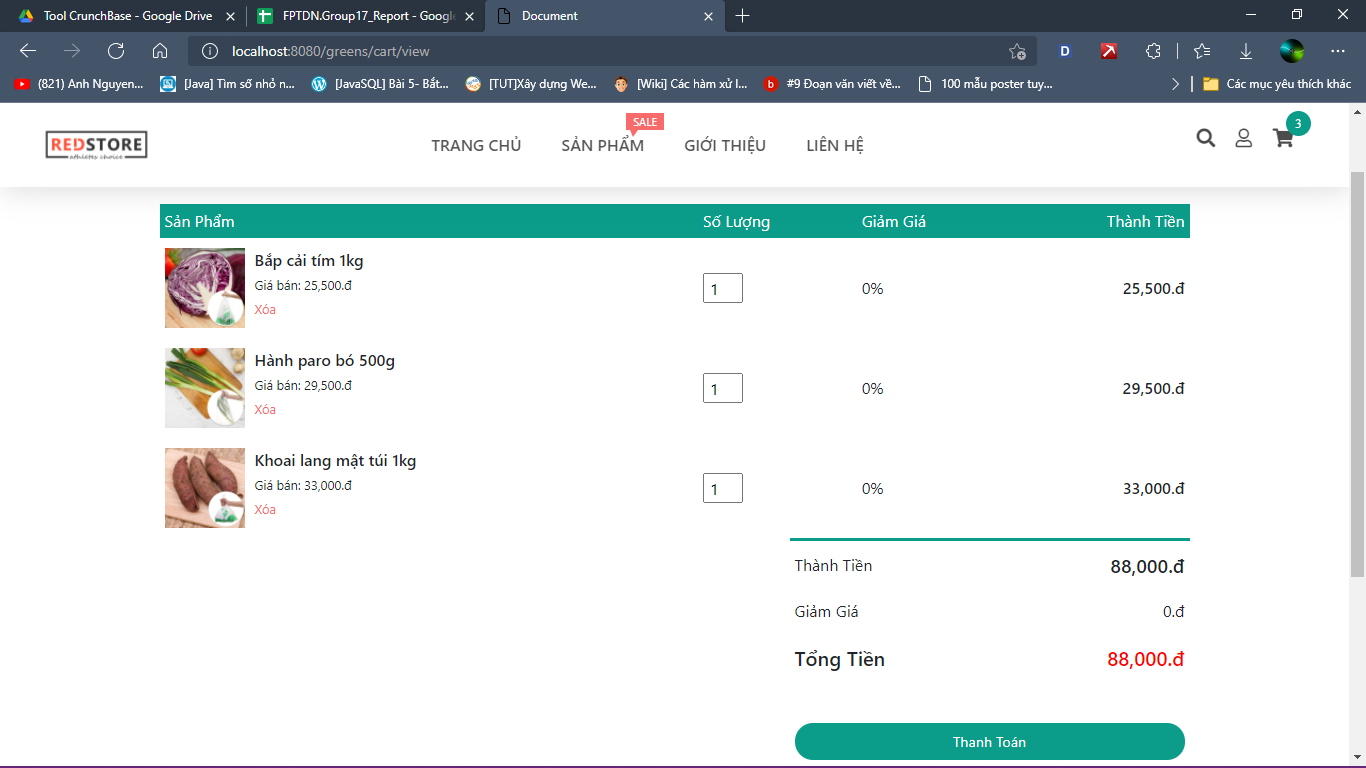 Tool CrunchBase - Google Drive
FPTDN.Group17_Report - Google
Document
localhost:8080/greens/cart/view
(821) Anh Nguyen...
[Java] Tìm số nhỏ n...
[JavaSQL] Bài 5- Bắt...
[TUT]Xây dựng We...
[Wiki] Các hàm xử l...
#9 Đoạn văn viết về...
100 mẫu poster tuy...
Các mục yêu thích khác
REDSTORE
athletes choice
TRANG CHỦ
SẢN PHẨM
SALE
GIỚI THIỆU
LIÊN HỆ
3
Sản Phẩm Số Lượng Giảm Giá Thành Tiền
Bắp cải tím 1kg
Giá bán: 25,500.đ
Xóa
1 0% 25,500.đ
Hành paro bó 500g
Giá bán: 29,500.đ
Xóa
1 0% 29,500.đ
Khoai lang mật túi 1kg
Giá bán: 33,000.đ
Xóa
1 0% 33,000.đ
Thành Tiền 88,000.đ
Giảm Giá 0.đ
Tổng Tiền 88,000.đ
Thanh Toán